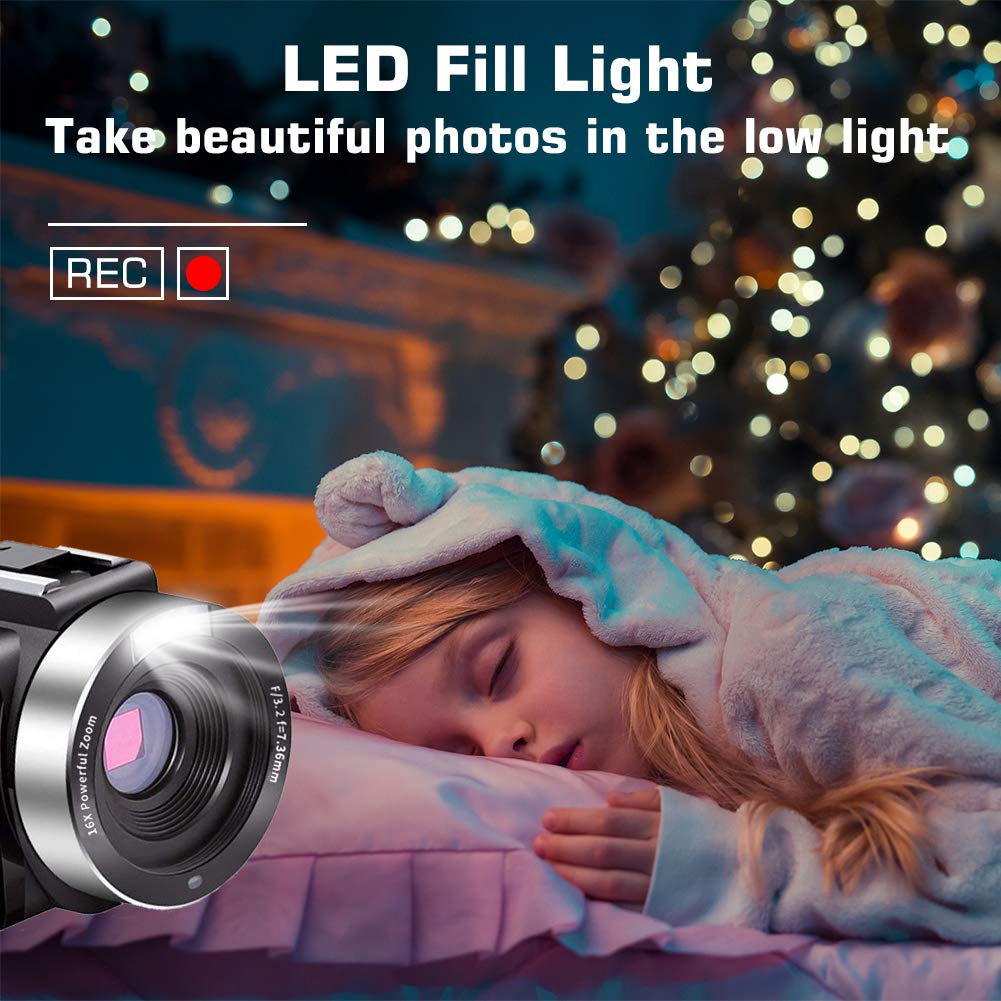 LED Fill Light
Take beautiful photos in the low light
REC
16X Powerful Zoom
F/3.2 f=7.36mm